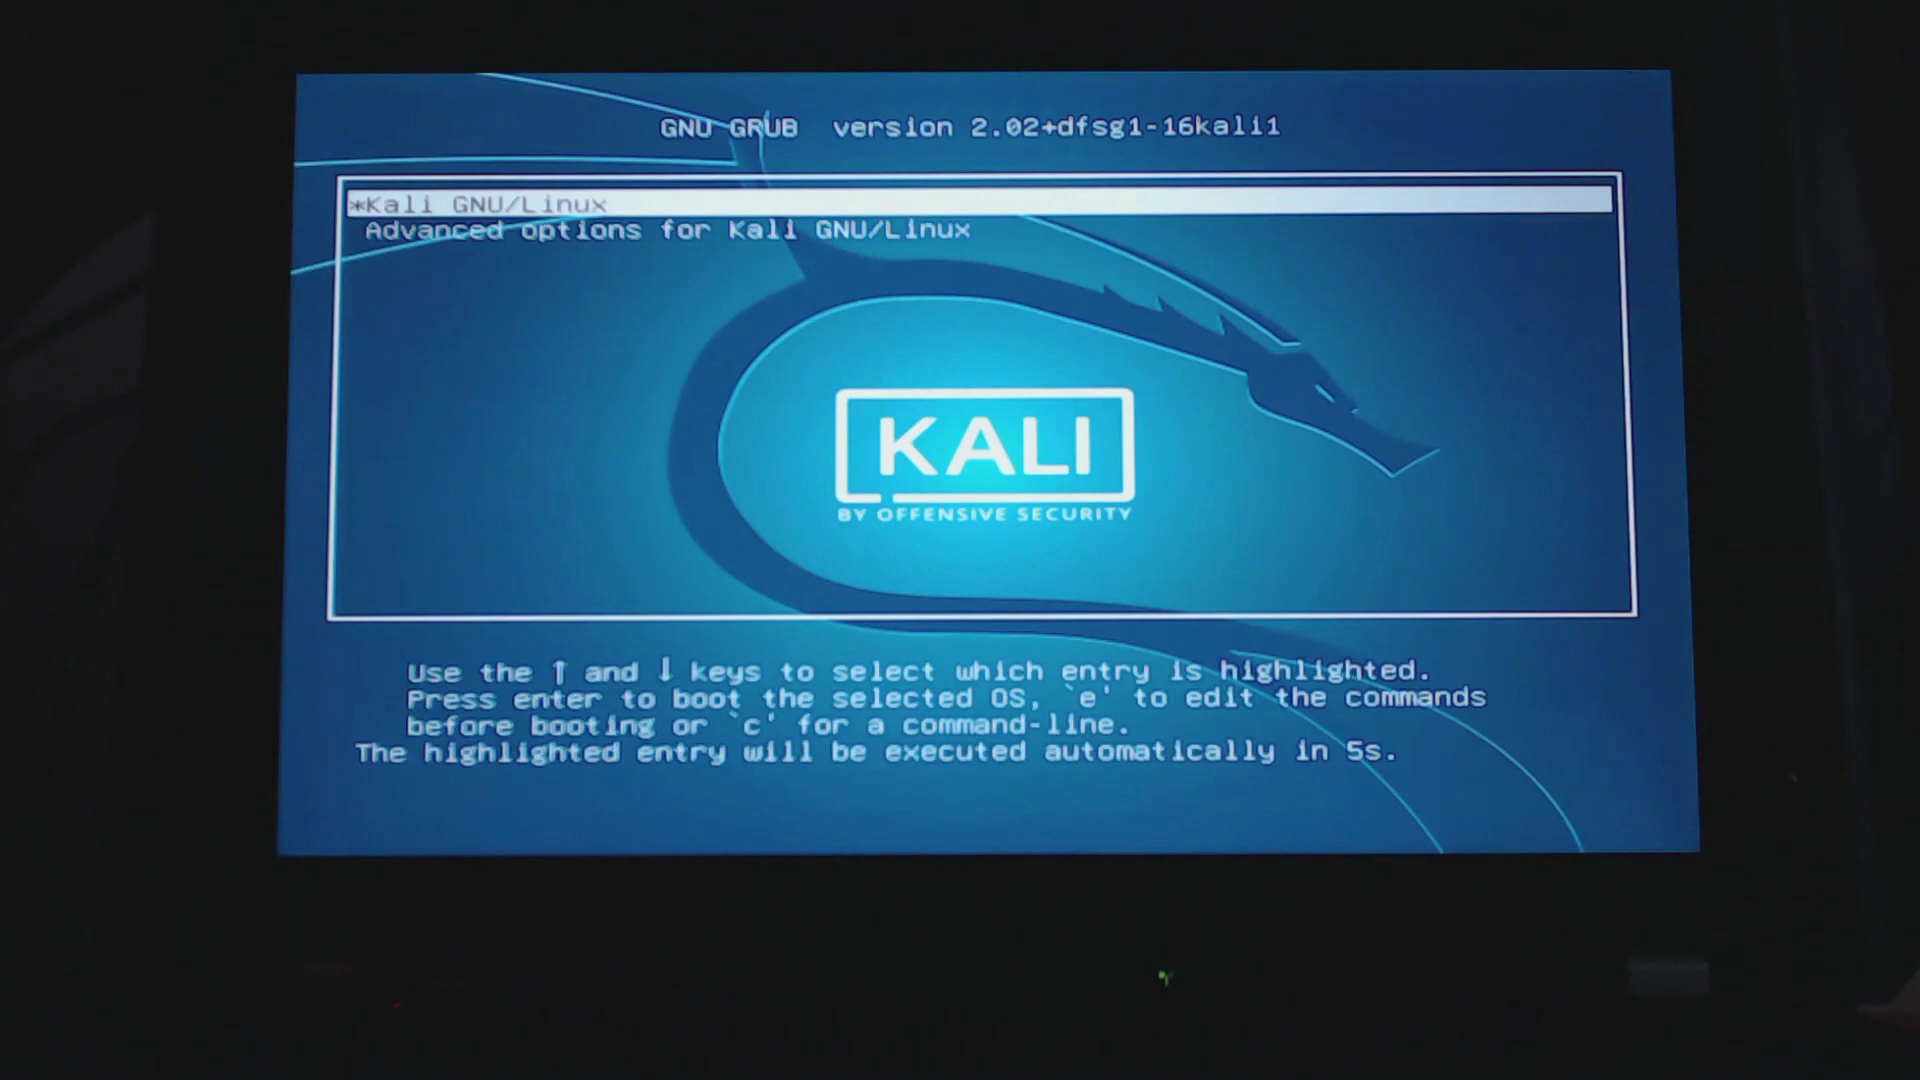 GNU GRUB  version 2.02+dfsg1-16kali1
*Kali GNU/Linux
Advanced options for Kali GNU/Linux
KALI
BY OFFENSIVE SECURITY
Use the ↑ and ↓ keys to select which entry is highlighted.
Press enter to boot the selected OS, `e' to edit the commands
before booting or `c' for a command-line.
The highlighted entry will be executed automatically in 5s.